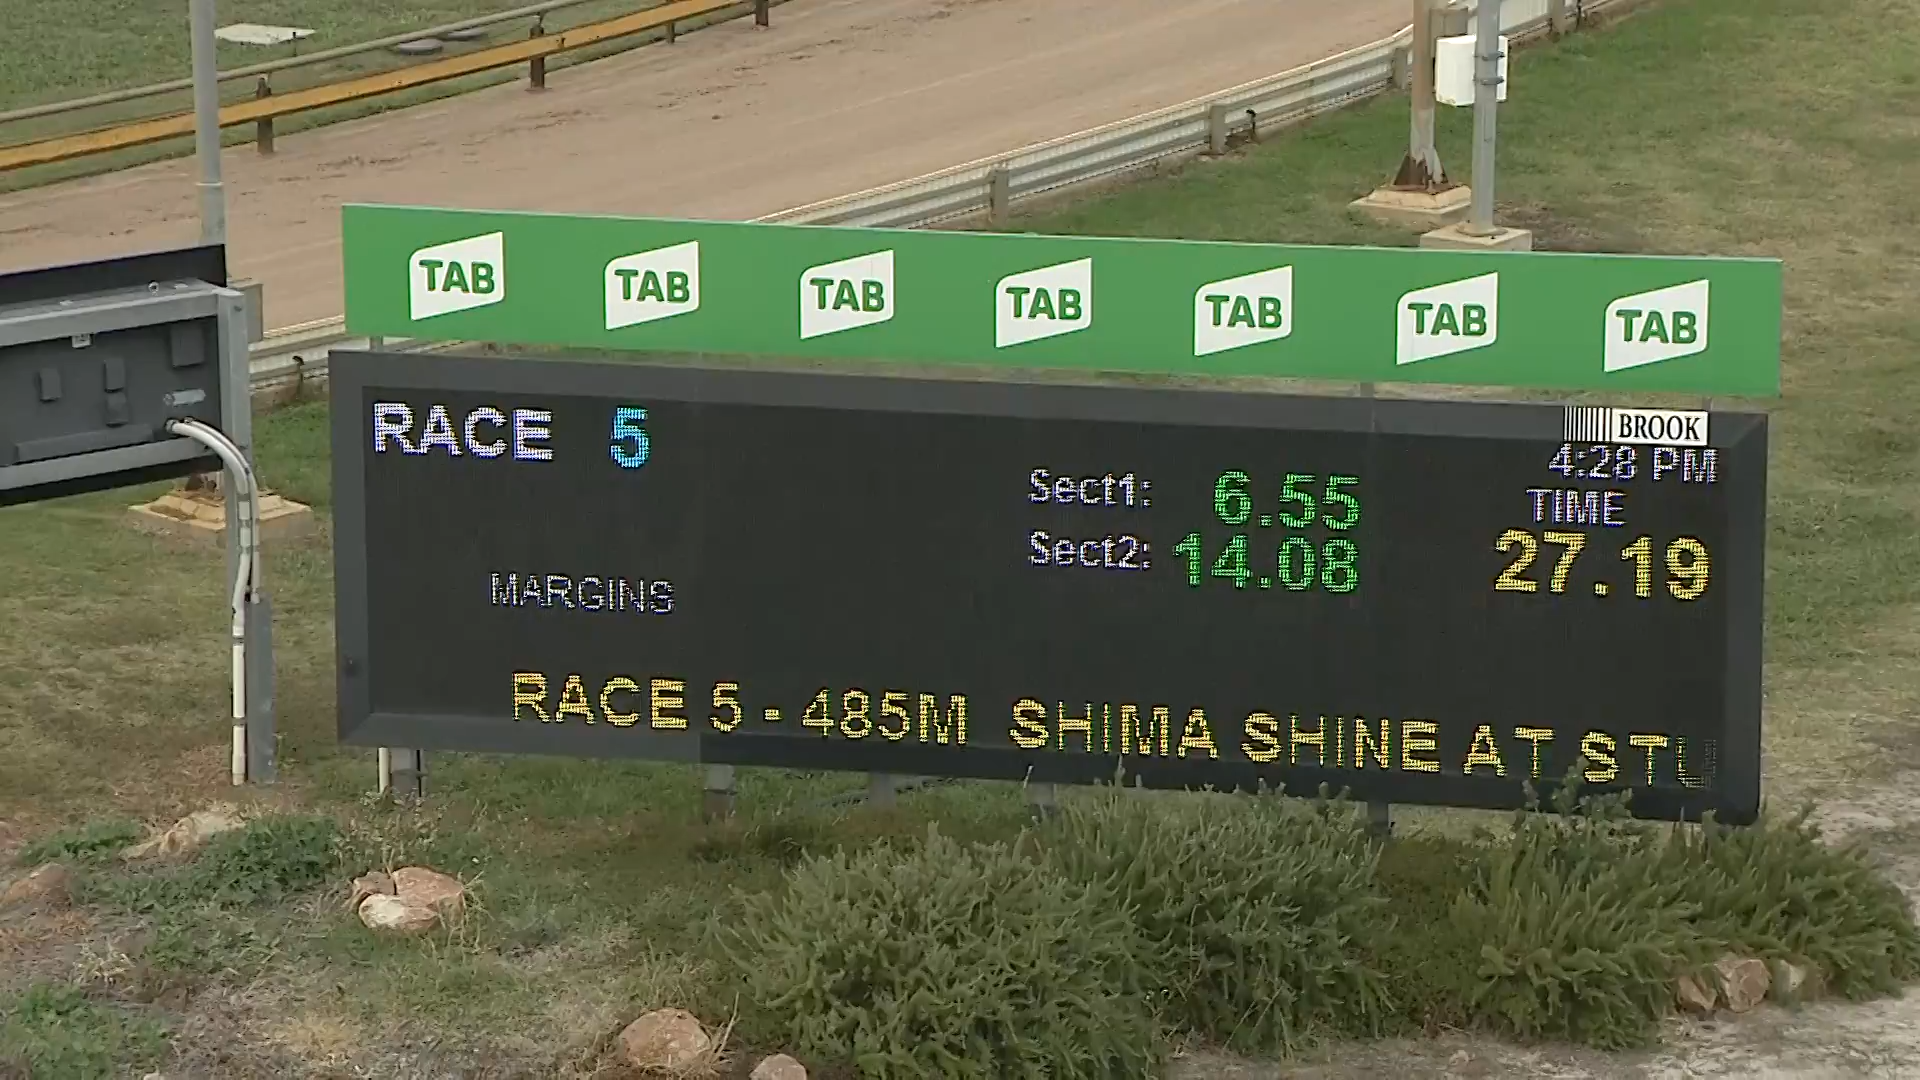 TAB TAB TAB TAB TAB TAB TAB
RACE 5
BROOK
4:28 PM
Sect1: 6.55
TIME
Sect2: 14.08
27.19
MARGINS
RACE 5 - 485M SHIMA SHINE AT STU